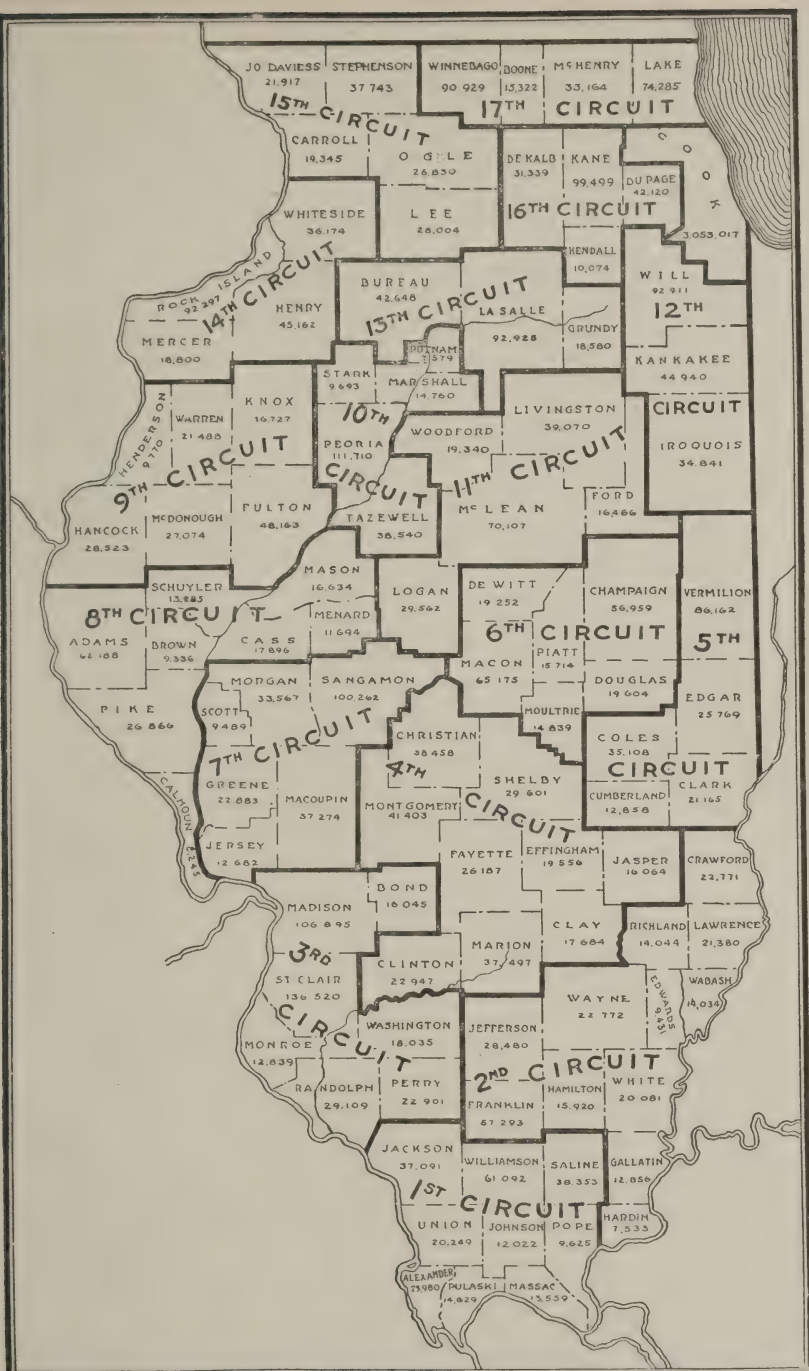 JO DAVIESS STEPHENSON WINNEBAGO BOONE McHENRY LAKE
21,917 37 743 90 929 15,322 33,164 74,285
15TH CIRCUIT 17TH CIRCUIT
CARROLL OGLE DE KALB KANE DU PAGE COOK
19,345 26,830 31,339 99,499 42,120 3,053,017
WHITESIDE LEE 16TH CIRCUIT
36,174 28,004
KENDALL WILL
10,074 92 911
ROCK ISLAND HENRY BUREAU LA SALLE GRUNDY 12TH
92 297 45,162 42,648 92,928 18,580
14TH CIRCUIT 13TH CIRCUIT
MERCER PUTNAM KANKAKEE
18,800 7,579 44 940
STARK MARSHALL
9,693 14,760
HENDERSON WARREN KNOX 10TH WOODFORD LIVINGSTON CIRCUIT
9,770 21 488 19,340 39,070
PEORIA 11TH CIRCUIT IROQUOIS
111,710 34,841
9TH CIRCUIT CIRCUIT FORD
16,466
HANCOCK McDONOUGH FULTON TAZEWELL McLEAN
28,523 27,074 48,163 38,540 70,107
SCHUYLER MASON LOGAN DE WITT CHAMPAIGN VERMILION
16,634 29,562 19 252 56,959 86,162
8TH CIRCUIT MENARD 6TH CIRCUIT 5TH
11 694
ADAMS BROWN CASS MACON PIATT
62 188 9,336 17 896 65 175 15 714
PIKE MORGAN SANGAMON DOUGLAS EDGAR
26 866 33,567 100,262 19 604 25 769
SCOTT MOULTRIE
9489 14,839
7TH CIRCUIT CHRISTIAN COLES
38 458 35,108
4TH SHELBY CIRCUIT
29 601
CALHOUN GREENE MACOUPIN MONTGOMERY CUMBERLAND CLARK
8,245 22 883 57 274 41 403 12,858 21,165
CIRCUIT
JERSEY FAYETTE EFFINGHAM JASPER CRAWFORD
12 682 26 187 19 556 16 064 22,771
MADISON BOND
106 895 16 045
CLAY RICHLAND LAWRENCE
17 684 14,044 21,380
3RD CLINTON MARION
22 947 37,497
ST CLAIR WAYNE EDWARDS WABASH
136 520 22 772 9,431 14,034
CIRCUIT
MONROE WASHINGTON JEFFERSON
12,839 18,035 28,480
2ND CIRCUIT
RANDOLPH PERRY FRANKLIN HAMILTON WHITE
29,109 22 901 57 293 15,920 20 081
JACKSON WILLIAMSON SALINE GALLATIN
37,091 61 092 38,353 12,856
1ST CIRCUIT
UNION JOHNSON POPE HARDIN
20,249 12 022 9,625 7,533
ALEXANDER PULASKI MASSAC
23,980 14,629 13,559